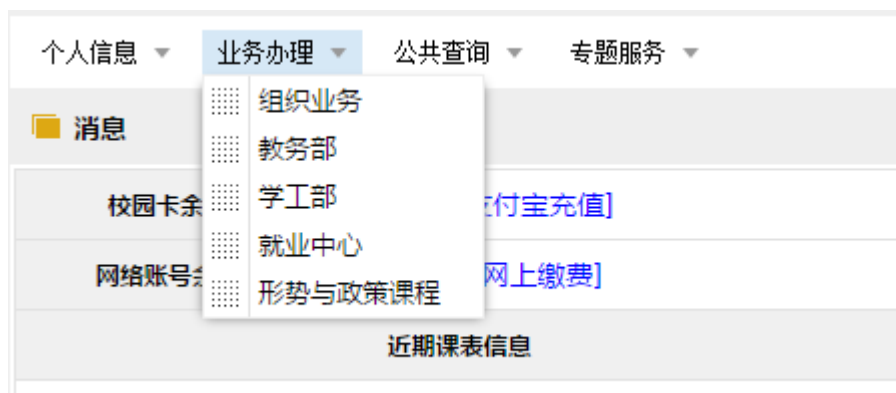 个人信息 业务办理 公共查询 专题服务
组织业务
消息
教务部
学工部
校园卡余 付宝充值]
就业中心
网络账号 网上缴费]
形势与政策课程
近期课表信息